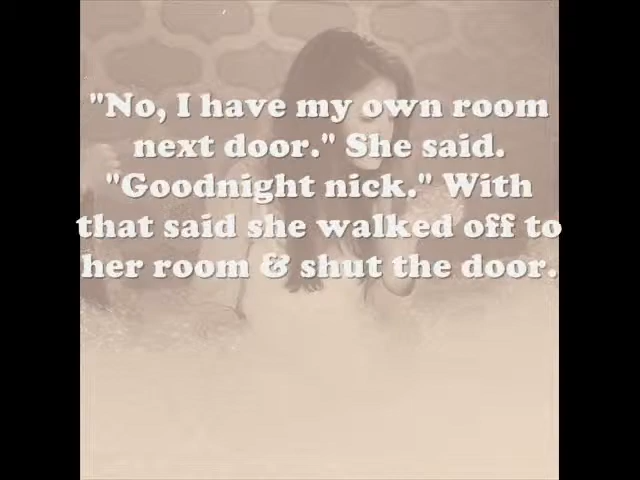 "No, I have my own room
next door." She said.
"Goodnight nick." With
that said she walked off to
her room & shut the door.